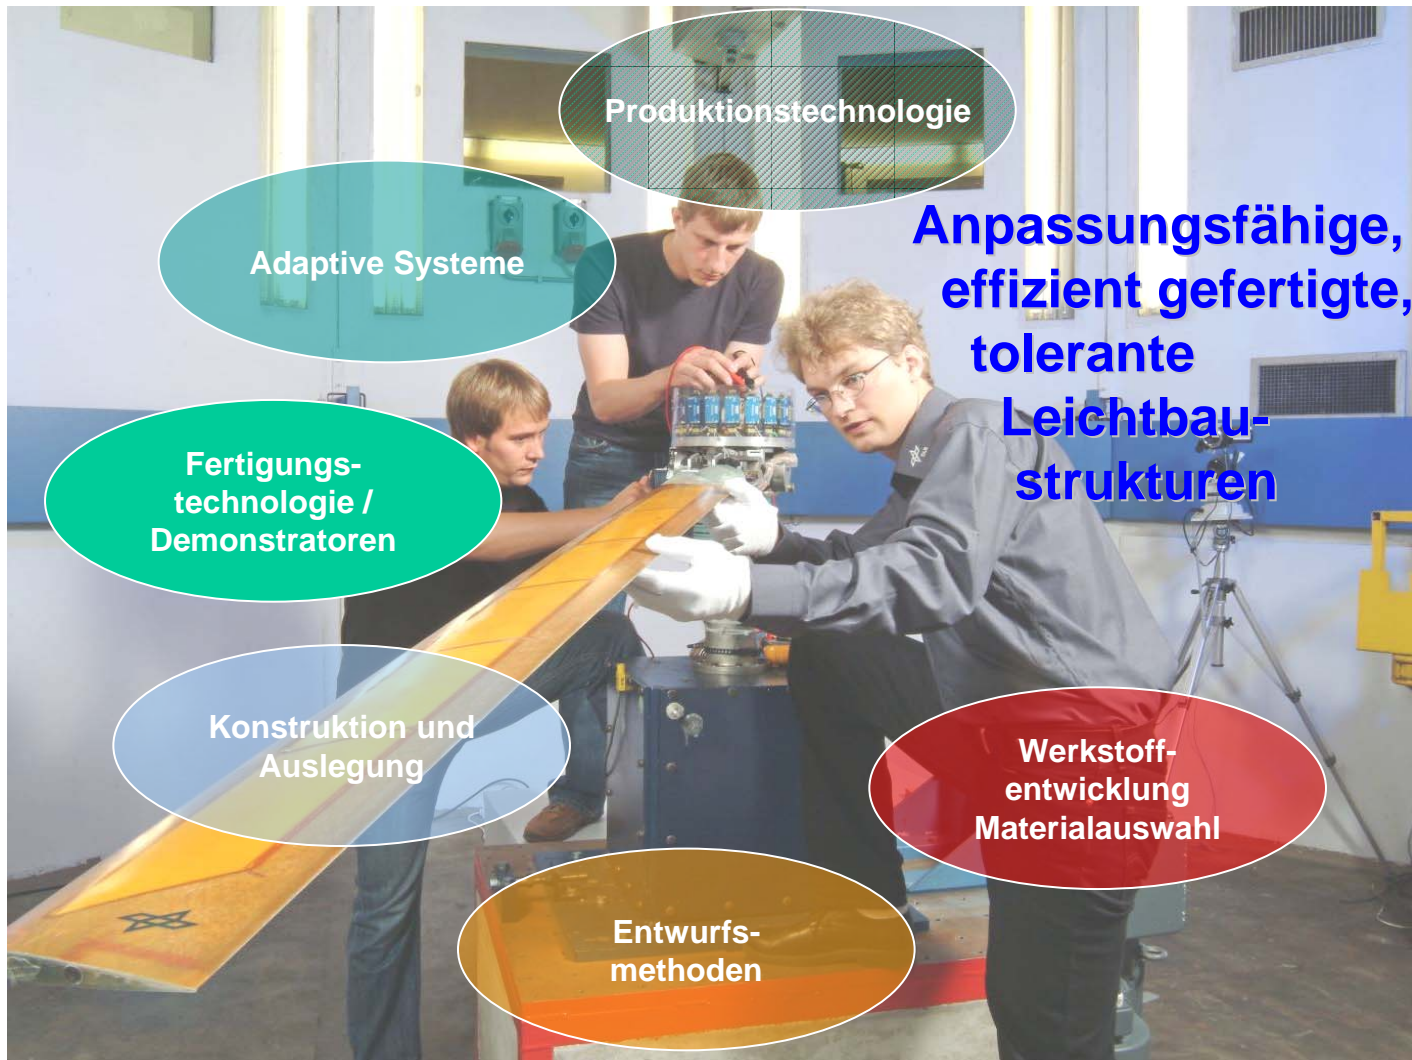 Produktionstechnologie
Adaptive Systeme
Anpassungsfähige,
effizient gefertigte,
tolerante
Leichtbau-
strukturen
Fertigungs-
technologie /
Demonstratoren
Konstruktion und
Auslegung
Werkstoff-
entwicklung
Materialauswahl
Entwurfs-
methoden